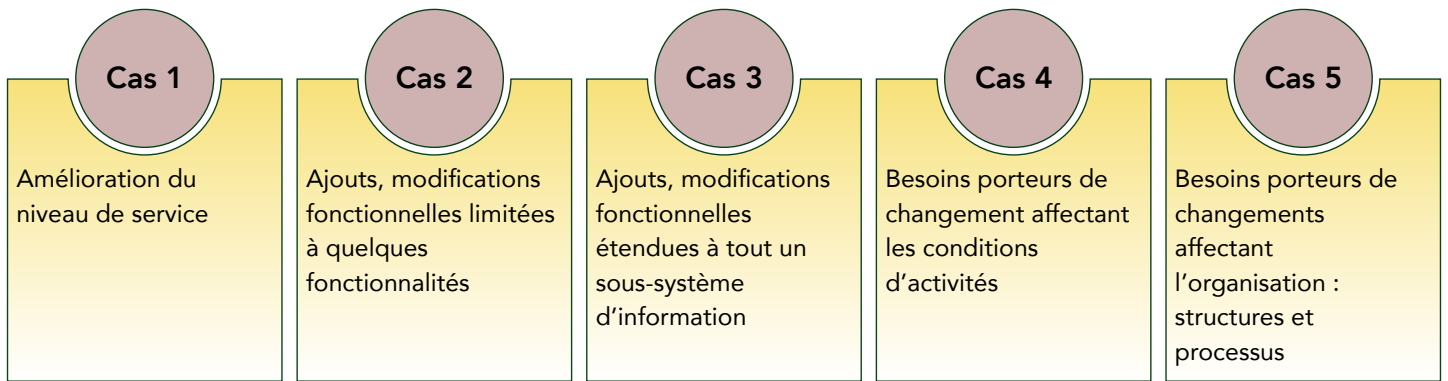 Cas 1
Amélioration du
niveau de service
Cas 2
Ajouts, modifications
fonctionnelles limitées
à quelques
fonctionnalités
Cas 3
Ajouts, modifications
fonctionnelles
étendues à tout un
sous-système
d’information
Cas 4
Besoins porteurs de
changement affectant
les conditions
d’activités
Cas 5
Besoins porteurs de
changements
affectant
l’organisation :
structures et
processus